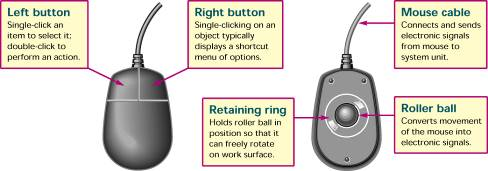 Left button
Single-click an
item to select it;
double-click to
perform an action.
Right button
Single-clicking on an
object typically
displays a shortcut
menu of options.
Mouse cable
Connects and sends
electronic signals
from mouse to
system unit.
Retaining ring
Holds roller ball in
position so that it
can freely rotate
on work surface.
Roller ball
Converts movement
of the mouse into
electronic signals.